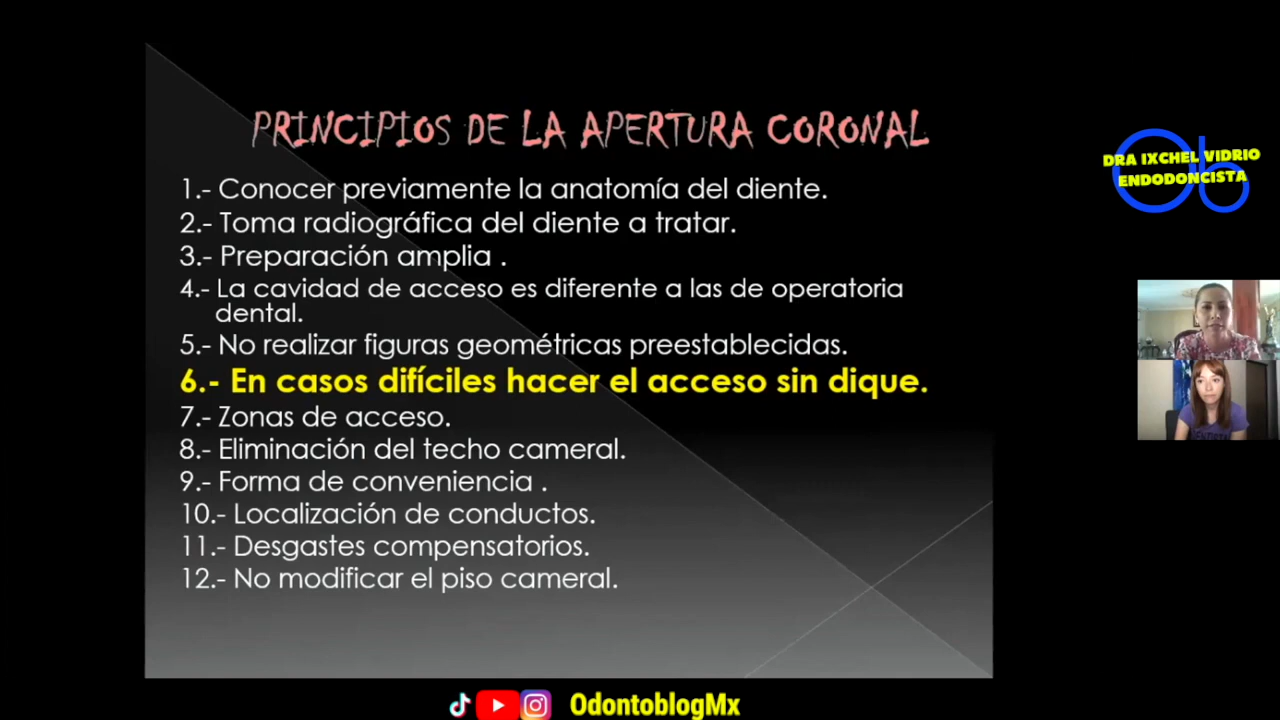 PRINCIPIOS DE LA APERTURA CORONAL
1.- Conocer previamente la anatomía del diente.
2.- Toma radiográfica del diente a tratar.
3.- Preparación amplia .
4.- La cavidad de acceso es diferente a las de operatoria
dental.
5.- No realizar figuras geométricas preestablecidas.
6.- En casos difíciles hacer el acceso sin dique.
7.- Zonas de acceso.
8.- Eliminación del techo cameral.
9.- Forma de conveniencia .
10.- Localización de conductos.
11.- Desgastes compensatorios.
12.- No modificar el piso cameral.
DRA IXCHEL VIDRIO
ENDODONCISTA
OdontoblogMx